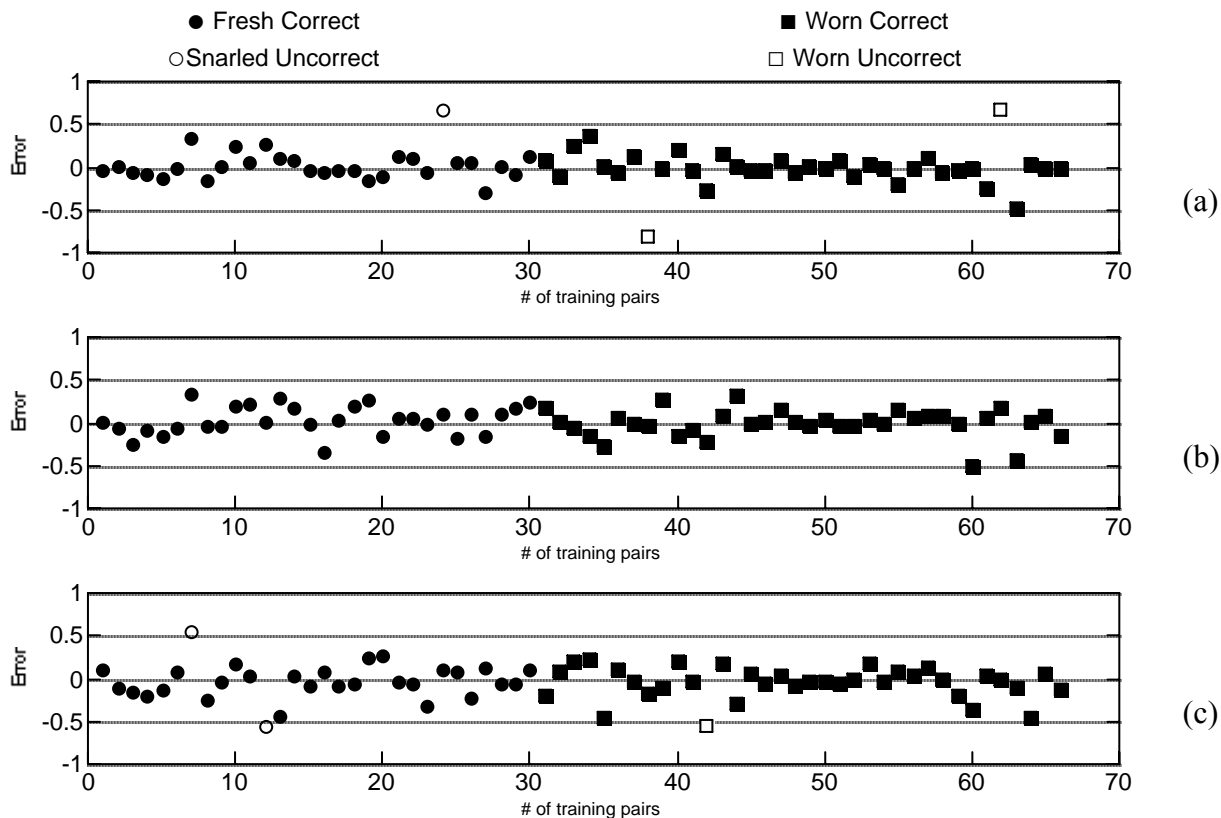 ● Fresh Correct ■ Worn Correct
○Snarled Uncorrect □ Worn Uncorrect
1
0.5
0
-0.5
-1
Error
0 10 20 30 40 50 60 70
# of training pairs
(a)
1
0.5
0
-0.5
-1
Error
0 10 20 30 40 50 60 70
# of training pairs
(b)
1
0.5
0
-0.5
-1
Error
0 10 20 30 40 50 60 70
# of training pairs
(c)